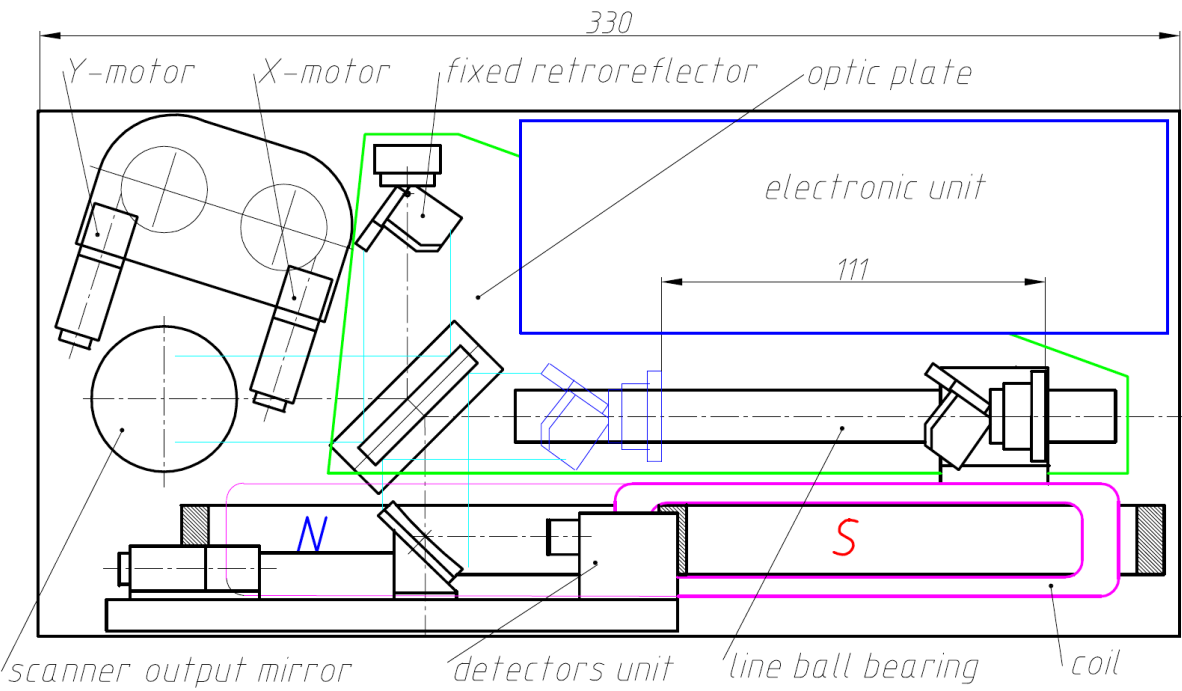 330
Y-motor
X-motor
fixed retroreflector
optic plate
electronic unit
111
N
S
scanner output mirror
detectors unit
line ball bearing
coil